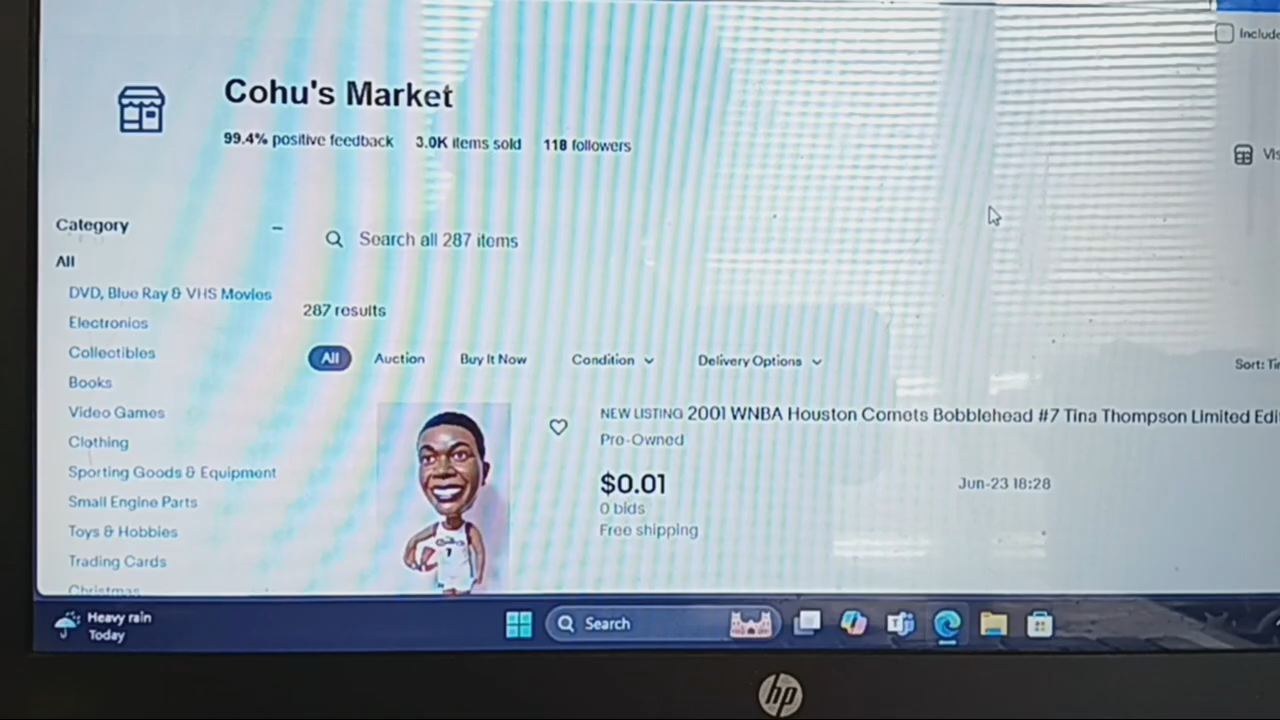 Include
Cohu's Market
99.4% positive feedback 3.0K items sold 118 followers
Category
Search all 287 items
All
DVD, Blue Ray & VHS Movies
287 results
Electronics
Collectibles
All Auction Buy It Now Condition Delivery Options
Sort:
Books
Video Games
NEW LISTING 2001 WNBA Houston Comets Bobblehead #7 Tina Thompson Limited Edi
Pre-Owned
Clothing
Sporting Goods & Equipment
$0.01
Jun-23 18:28
Small Engine Parts
0 bids
Toys & Hobbies
Free shipping
Trading Cards
7
Christmas
Heavy rain
Today
Search
hp